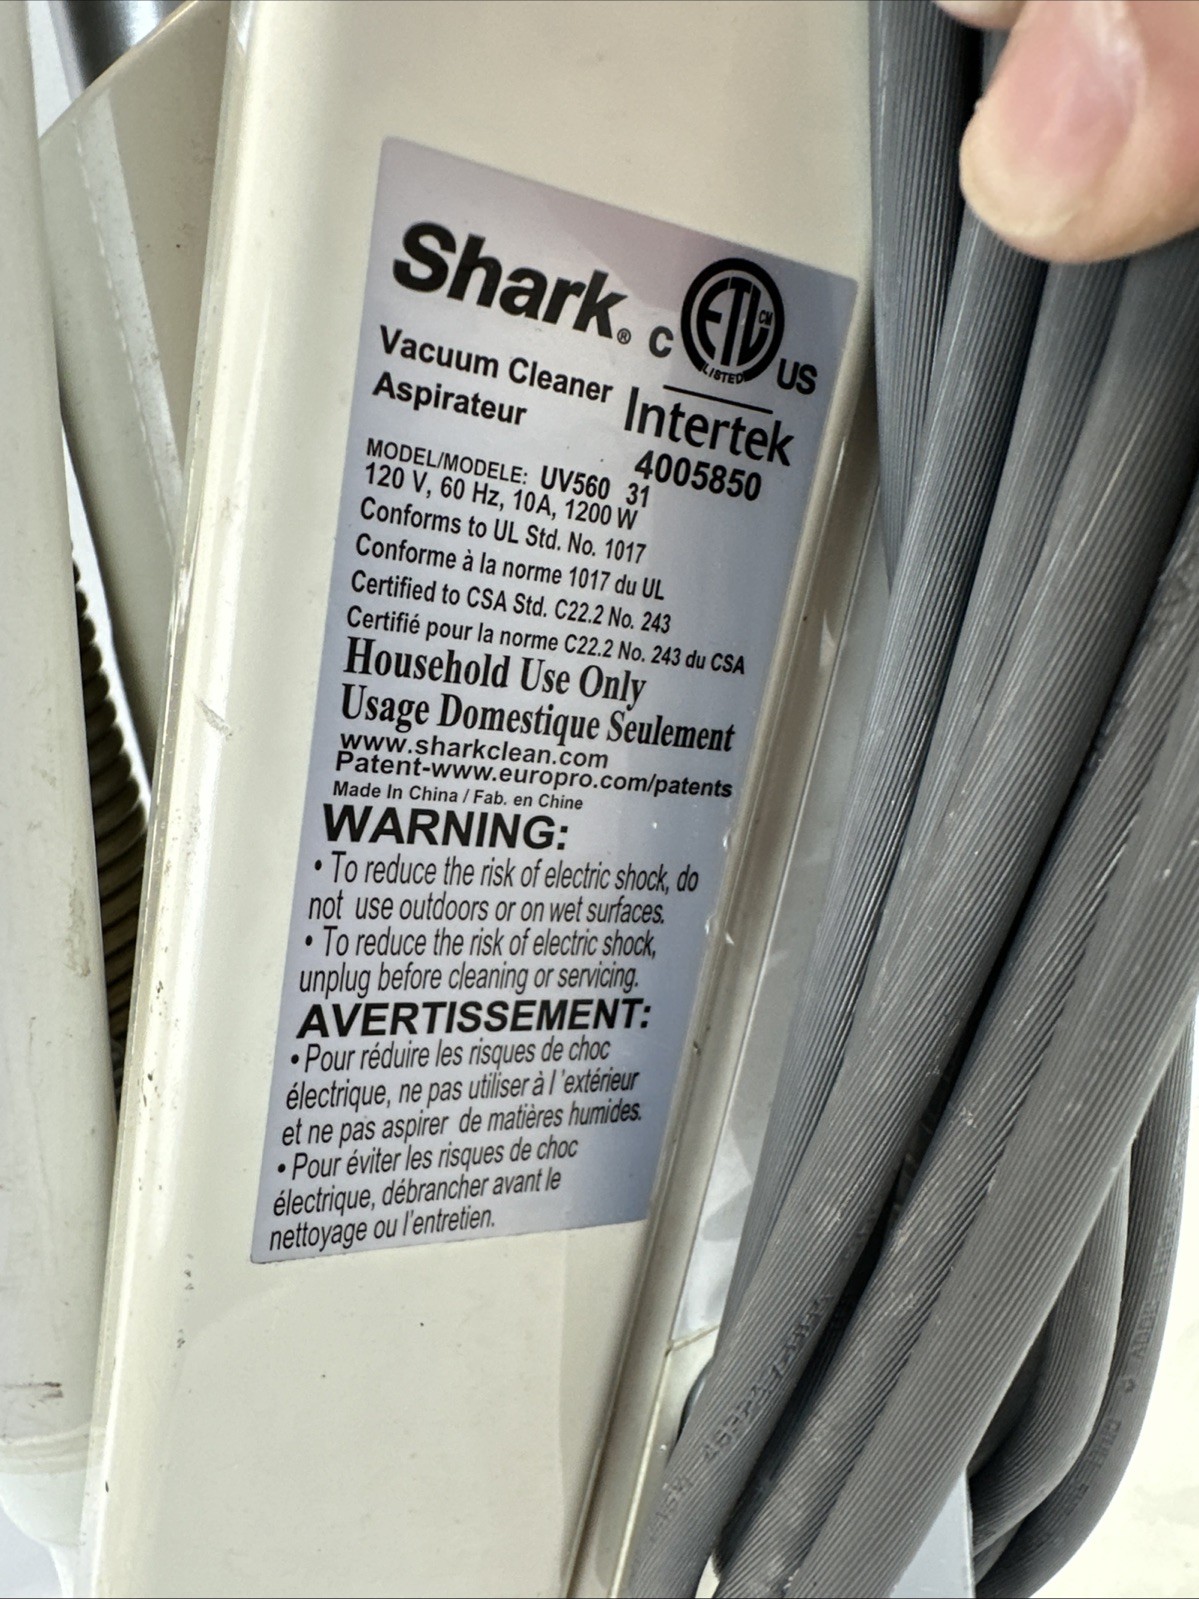 Shark®
C ETL CM LISTED US
Vacuum Cleaner
Aspirateur
Intertek
4005850
MODEL/MODELE: UV560 31
120 V, 60 Hz, 10A, 1200 W
Conforms to UL Std. No. 1017
Conforme à la norme 1017 du UL
Certified to CSA Std. C22.2 No. 243
Certifié pour la norme C22.2 No. 243 du CSA
Household Use Only
Usage Domestique Seulement
www.sharkclean.com
Patent-www.europro.com/patents
Made In China / Fab. en Chine
WARNING:
• To reduce the risk of electric shock, do
not use outdoors or on wet surfaces.
• To reduce the risk of electric shock,
unplug before cleaning or servicing.
AVERTISSEMENT:
• Pour réduire les risques de choc
électrique, ne pas utiliser à l'extérieur
et ne pas aspirer de matières humides.
• Pour éviter les risques de choc
électrique, débrancher avant le
nettoyage ou l'entretien.